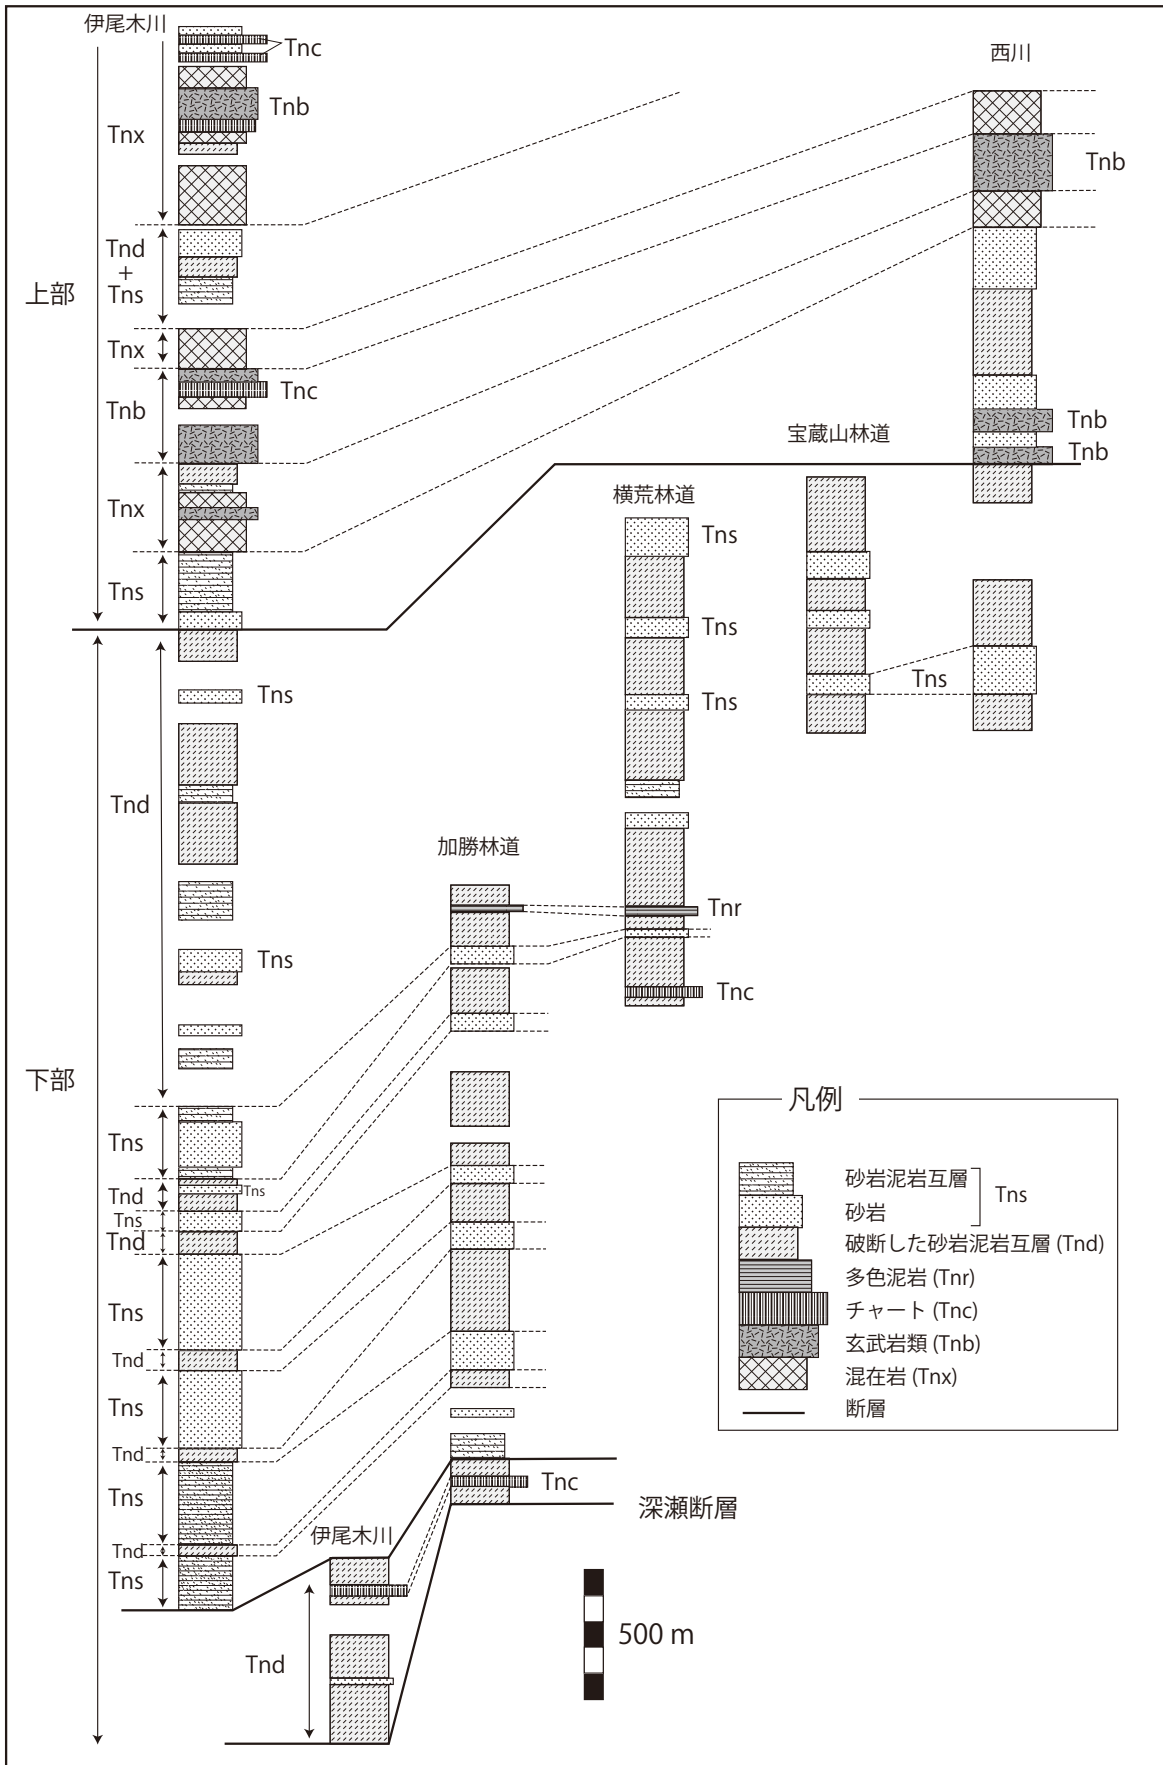 伊尾木川
Tnc
西川
Tnb
Tnx
Tnb
Tnd
+
Tns
上部
Tnx
Tnc
Tnb
Tnb
宝蔵山林道
Tnb
横荒林道
Tnx
Tns
Tns
Tns
Tns
Tns
Tns
Tnd
加勝林道
Tnr
Tns
Tnc
下部
凡例
Tns
砂岩泥岩互層
Tns
砂岩
Tnd
Tns
Tns
Tnd
破断した砂岩泥岩互層 (Tnd)
多色泥岩 (Tnr)
Tns
チャート (Tnc)
玄武岩類 (Tnb)
Tnd
混在岩 (Tnx)
Tns
断層
Tnd
Tnc
Tns
深瀬断層
伊尾木川
Tnd
Tns
500 m
Tnd